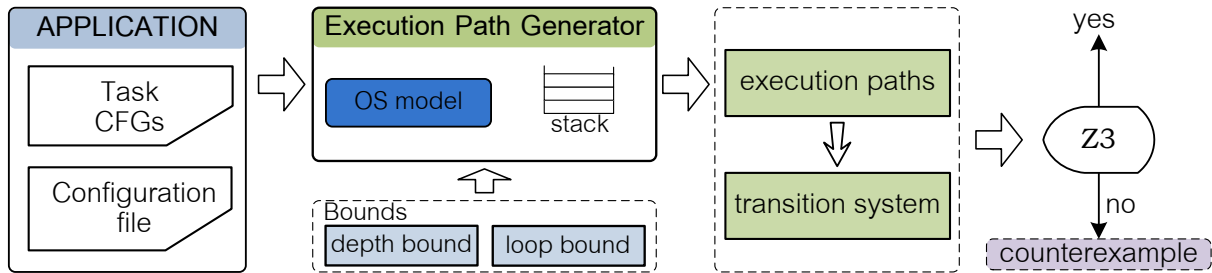 APPLICATION
Task
CFGs
Configuration
file
Execution Path Generator
OS model
stack
Bounds
depth bound
loop bound
execution paths
transition system
yes
Z3
no
counterexample